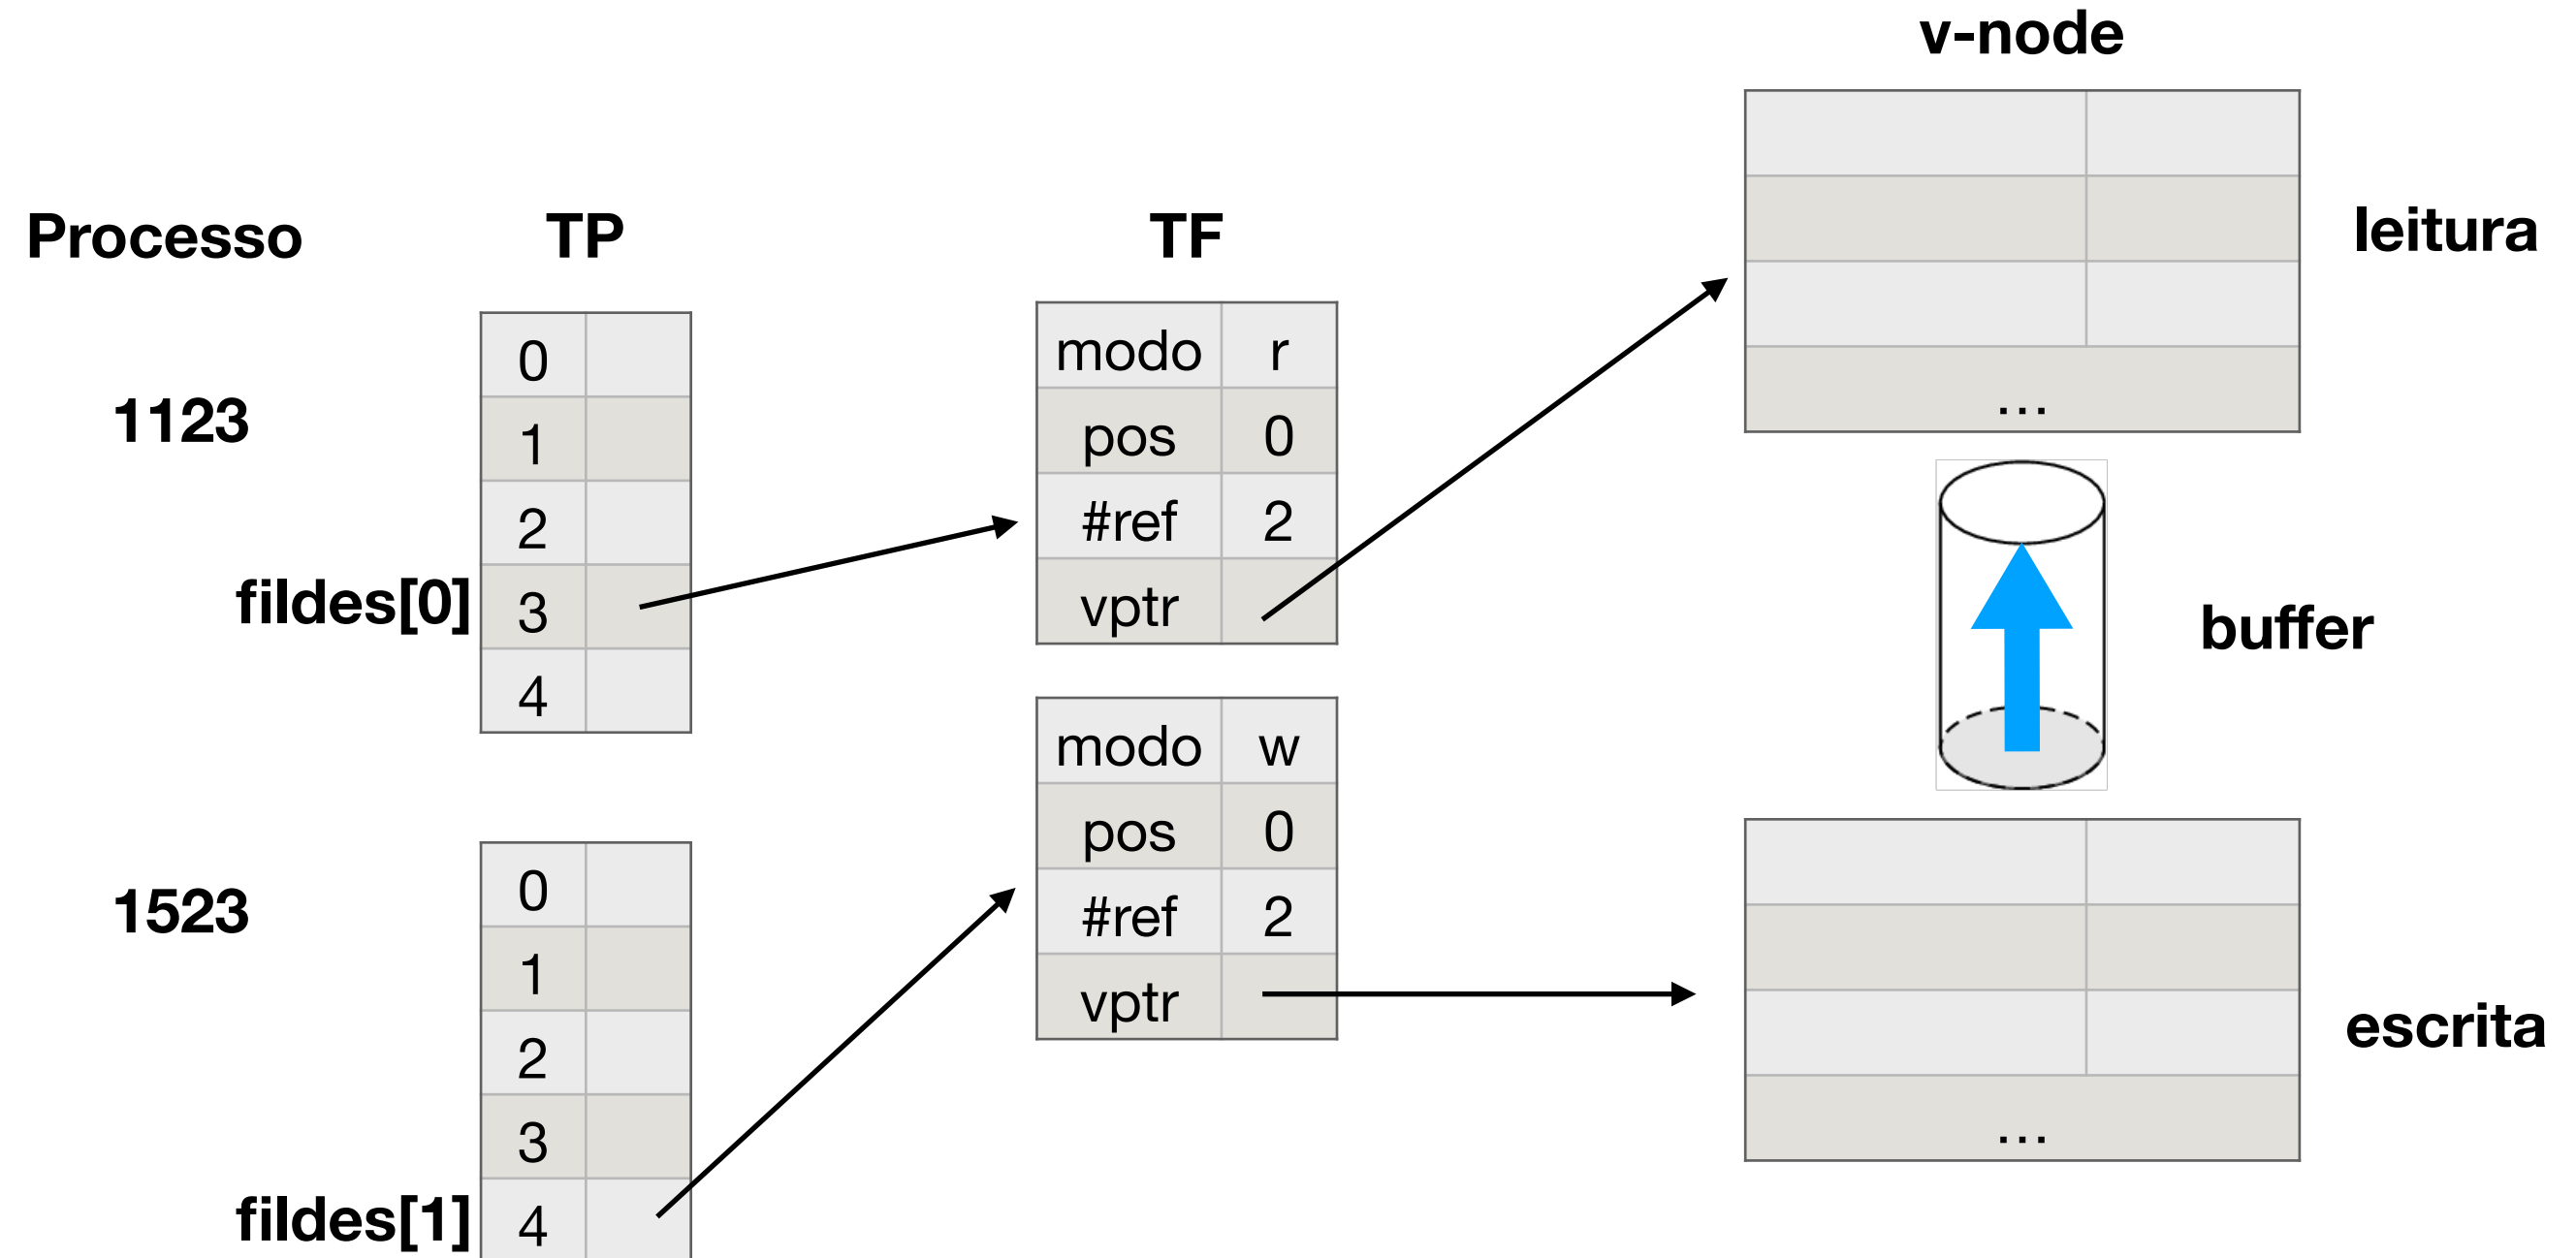 v-node
Processo
TP
TF
leitura
1123
0
1
2
fildes[0] 3
4
modo r
pos 0
#ref 2
vptr
...
buffer
modo w
pos 0
#ref 2
vptr
1523
0
1
2
3
fildes[1] 4
escrita
...